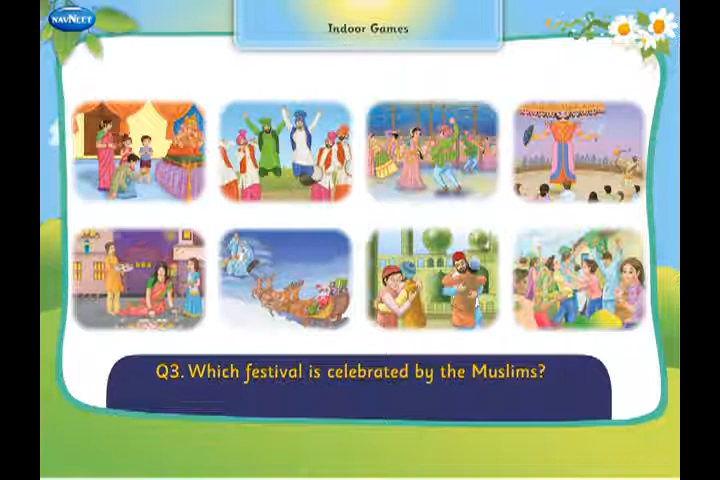 NAVNEET
Indoor Games
Q3. Which festival is celebrated by the Muslims?